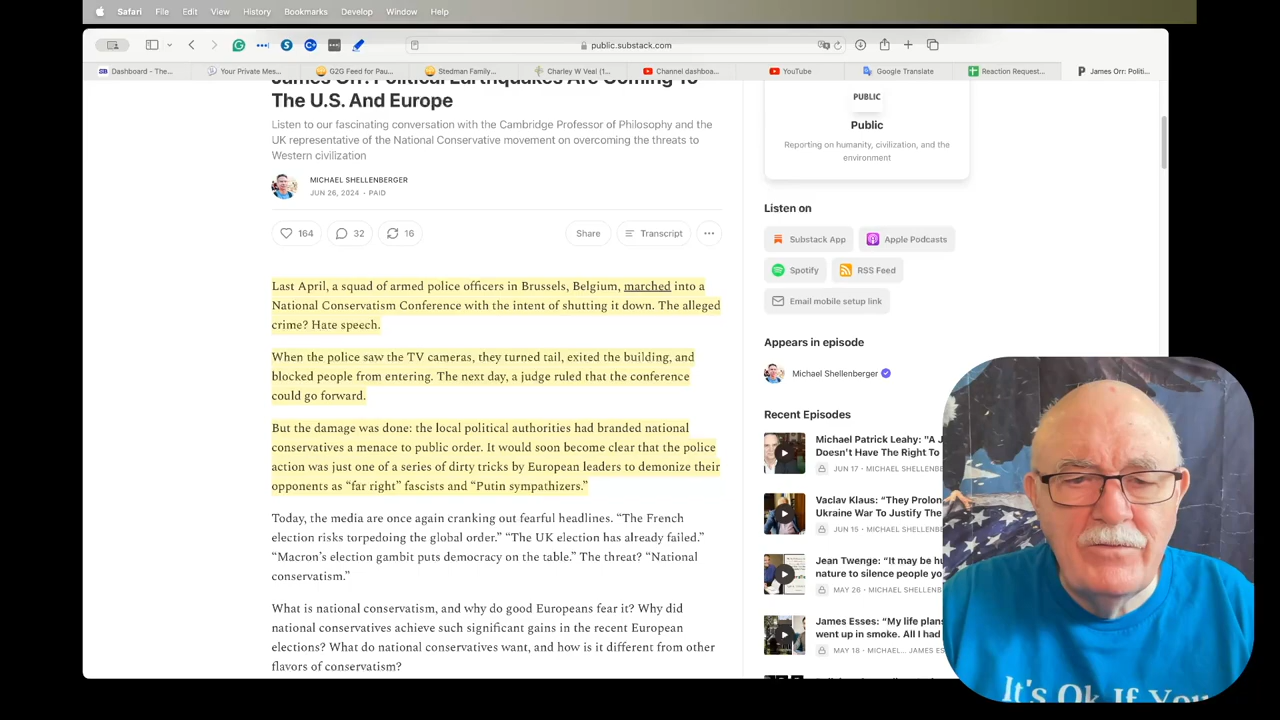 Safari File Edit View History Bookmarks Develop Window Help
public.substack.com
Dashboard - The... Your Private Mes... G2G Feed for Pau... Stedman Family... Charley W Veal (1... Channel dashboa... YouTube Google Translate Reaction Request... James Orr: Politi...
The U.S. And Europe
Listen to our fascinating conversation with the Cambridge Professor of Philosophy and the
UK representative of the National Conservative movement on overcoming the threats to
Western civilization
MICHAEL SHELLENBERGER
JUN 26, 2024 • PAID
164 32 16 Share Transcript
Last April, a squad of armed police officers in Brussels, Belgium, marched into a
National Conservatism Conference with the intent of shutting it down. The alleged
crime? Hate speech.
When the police saw the TV cameras, they turned tail, exited the building, and
blocked people from entering. The next day, a judge ruled that the conference
could go forward.
But the damage was done: the local political authorities had branded national
conservatives a menace to public order. It would soon become clear that the police
action was just one of a series of dirty tricks by European leaders to demonize their
opponents as “far right” fascists and “Putin sympathizers.”
Today, the media are once again cranking out fearful headlines. “The French
election risks torpedoing the global order.” “The UK election has already failed.”
“Macron’s election gambit puts democracy on the table.” The threat? “National
conservatism.”
What is national conservatism, and why do good Europeans fear it? Why did
national conservatives achieve such significant gains in the recent European
elections? What do national conservatives want, and how is it different from other
flavors of conservatism?
PUBLIC
Public
Reporting on humanity, civilization, and the
environment
Listen on
Substack App Apple Podcasts
Spotify RSS Feed
Email mobile setup link
Appears in episode
Michael Shellenberger
Recent Episodes
Michael Patrick Leahy: "A J
Doesn't Have The Right To
JUN 17 • MICHAEL SHELLENBE
Vaclav Klaus: “They Prolon
Ukraine War To Justify The
JUN 15 • MICHAEL SHELLENB
Jean Twenge: “It may be hu
nature to silence people yo
MAY 26 • MICHAEL SHELLENB
James Esses: “My life plans
went up in smoke. All I had
MAY 18 • MICHAEL... JAMES E
It's Ok If You